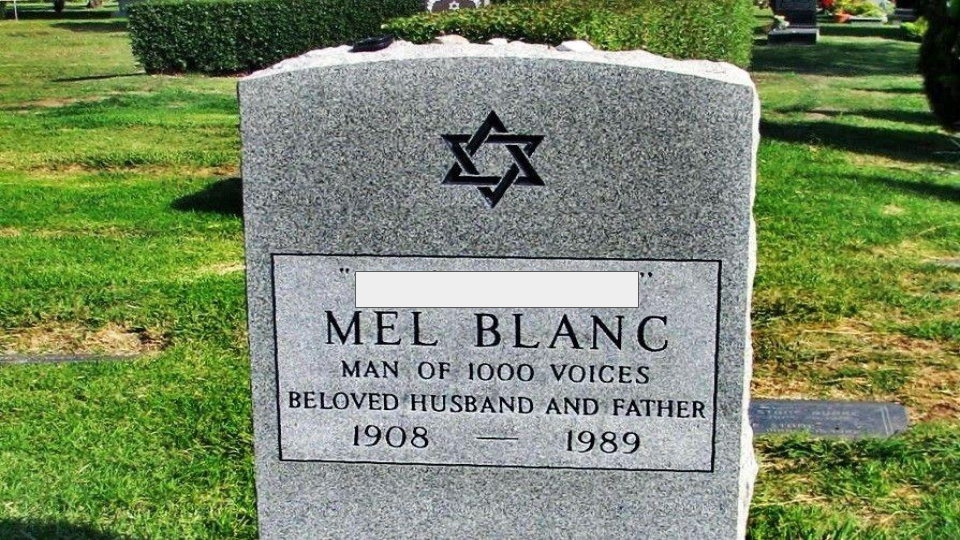 " "
MEL BLANC
MAN OF 1000 VOICES
BELOVED HUSBAND AND FATHER
1908 — 1989